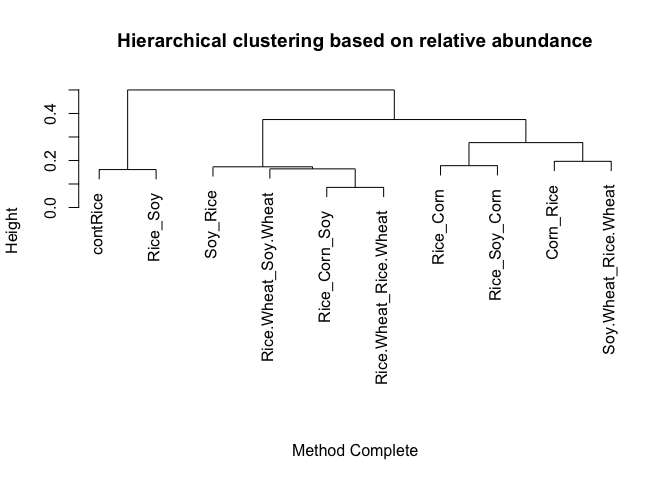 Hierarchical clustering based on relative abundance
Height
0.0
0.2
0.4
contRice
Rice_Soy
Soy_Rice
Rice.Wheat_Soy.Wheat
Rice_Corn_Soy
Rice.Wheat_Rice.Wheat
Rice_Corn
Rice_Soy_Corn
Corn_Rice
Soy.Wheat_Rice.Wheat
Method Complete